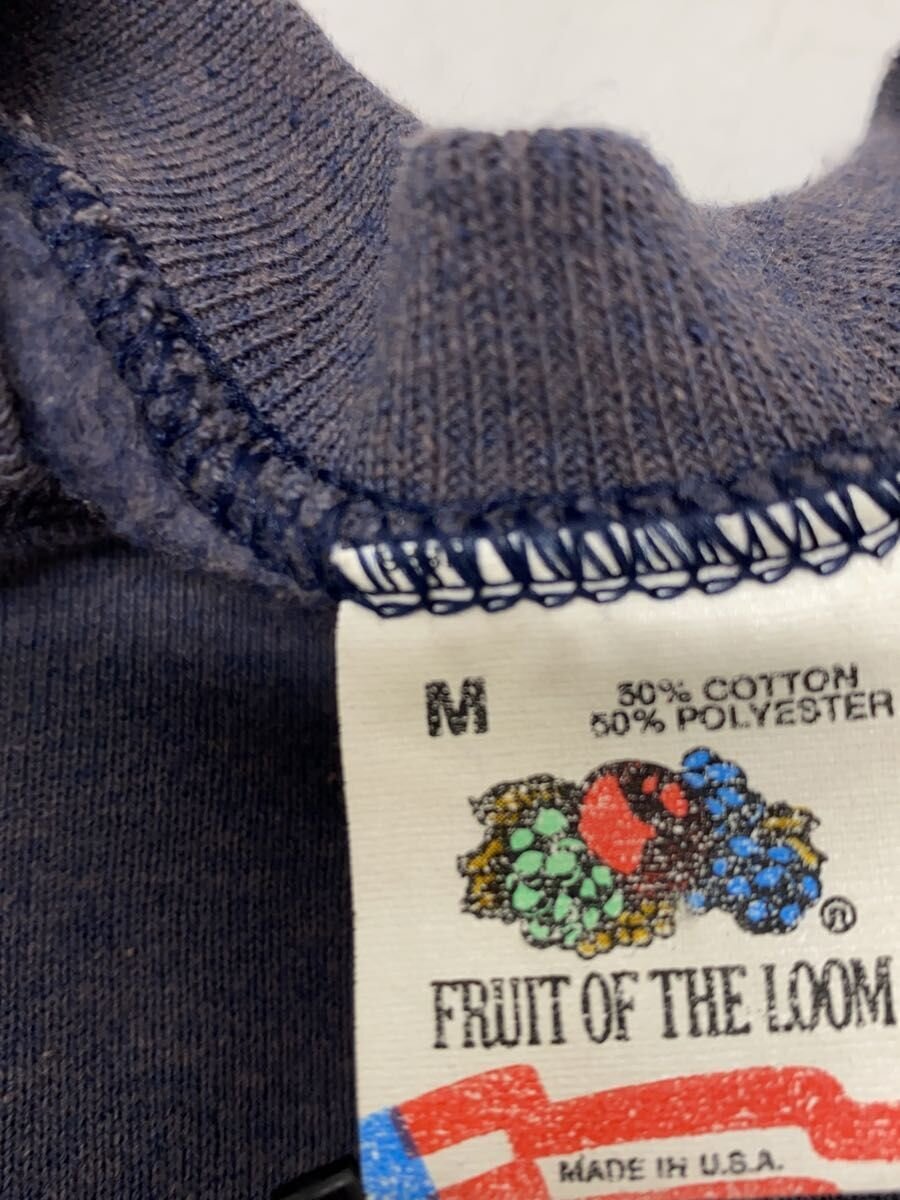 M
50% COTTON
50% POLYESTER
®
FRUIT OF THE LOOM
MADE IN U.S.A.